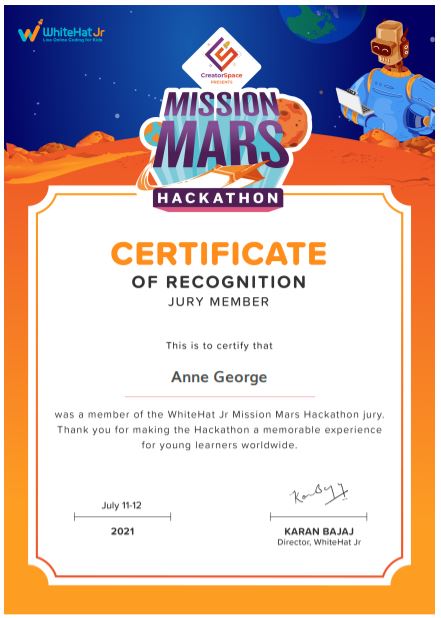 WhiteHat Jr
Live Online Coding for Kids
CreatorSpace
PRESENTS
MISSION
MARS
HACKATHON
CERTIFICATE
OF RECOGNITION
JURY MEMBER
This is to certify that
Anne George
was a member of the WhiteHat Jr Mission Mars Hackathon jury.
Thank you for making the Hackathon a memorable experience
for young learners worldwide.
July 11-12
2021
KARAN BAJAJ
Director, WhiteHat Jr